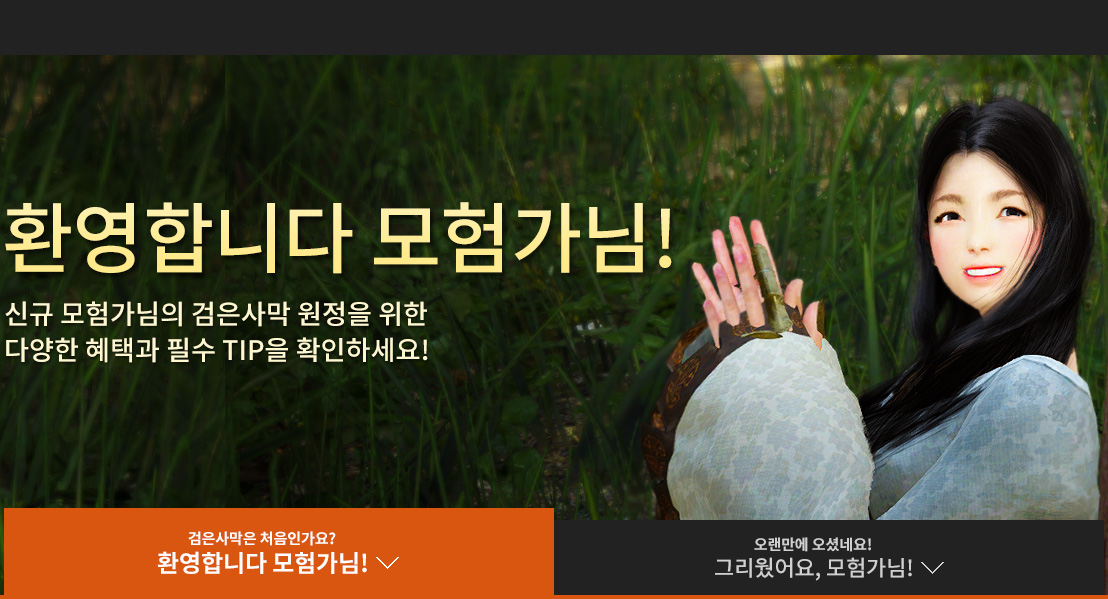 환영합니다 모험가님!
신규 모험가님의 검은사막 원정을 위한
다양한 혜택과 필수 TIP을 확인하세요!
검은사막은 처음인가요?
환영합니다 모험가님!
오랜만에 오셨네요!
그리웠어요, 모험가님!